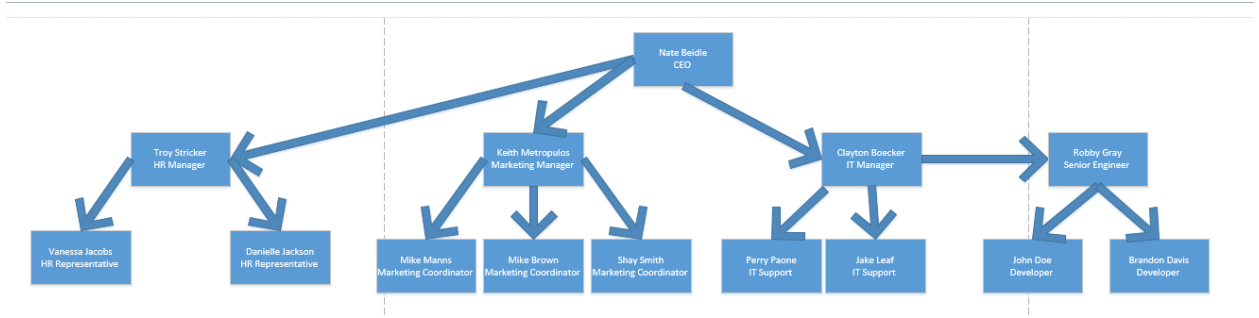 Nate Beidle
CEO
Troy Stricker
HR Manager
Keith Metropulos
Marketing Manager
Clayton Boecker
IT Manager
Robby Gray
Senior Engineer
Vanessa Jacobs
HR Representative
Danielle Jackson
HR Representative
Mike Manns
Marketing Coordinator
Mike Brown
Marketing Coordinator
Shay Smith
Marketing Coordinator
Perry Paone
IT Support
Jake Leaf
IT Support
John Doe
Developer
Brandon Davis
Developer